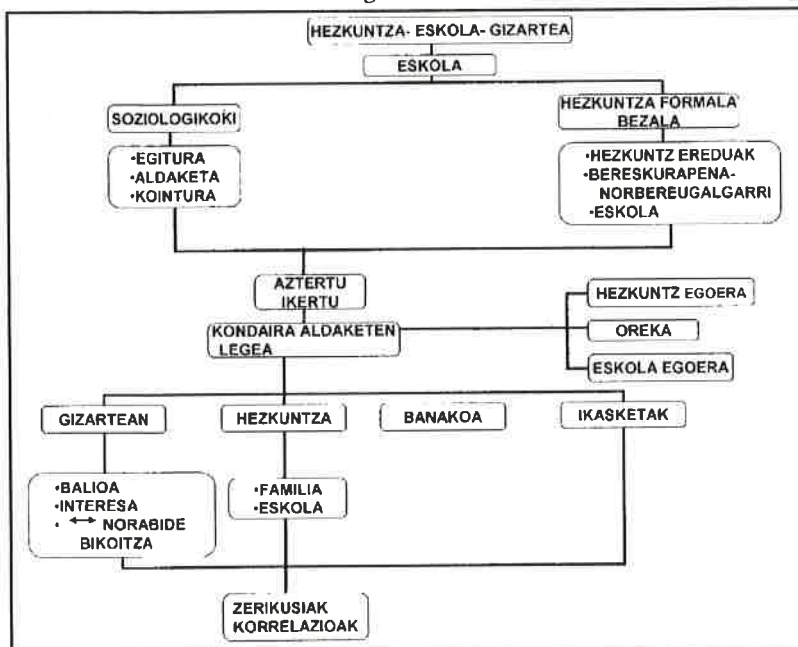 HEZKUNTZA- ESKOLA- GIZARTEA
ESKOLA
SOZIOLOGIKOKI
HEZKUNTZA FORMALA
BEZALA
•EGITURA
•ALDAKETA
•KOINTURA
•HEZKUNTZ EREDUAK
•BERESKURAPENA-
NORBEREUGALGARRI
•ESKOLA
AZTERTU
IKERTU
KONDAIRA ALDAKETEN
LEGEA
HEZKUNTZ EGOERA
OREKA
ESKOLA EGOERA
GIZARTEAN
HEZKUNTZA
BANAKOA
IKASKETAK
•BALIOA
•INTERESA
• ↔ NORABIDE
BIKOITZA
•FAMILIA
•ESKOLA
ZERIKUSIAK
KORRELAZIOAK